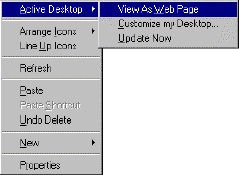 Active Desktop
View As Web Page
Customize my Desktop...
Update Now
Arrange Icons
Line Up Icons
Refresh
Paste
Paste Shortcut
Undo Delete
New
Properties